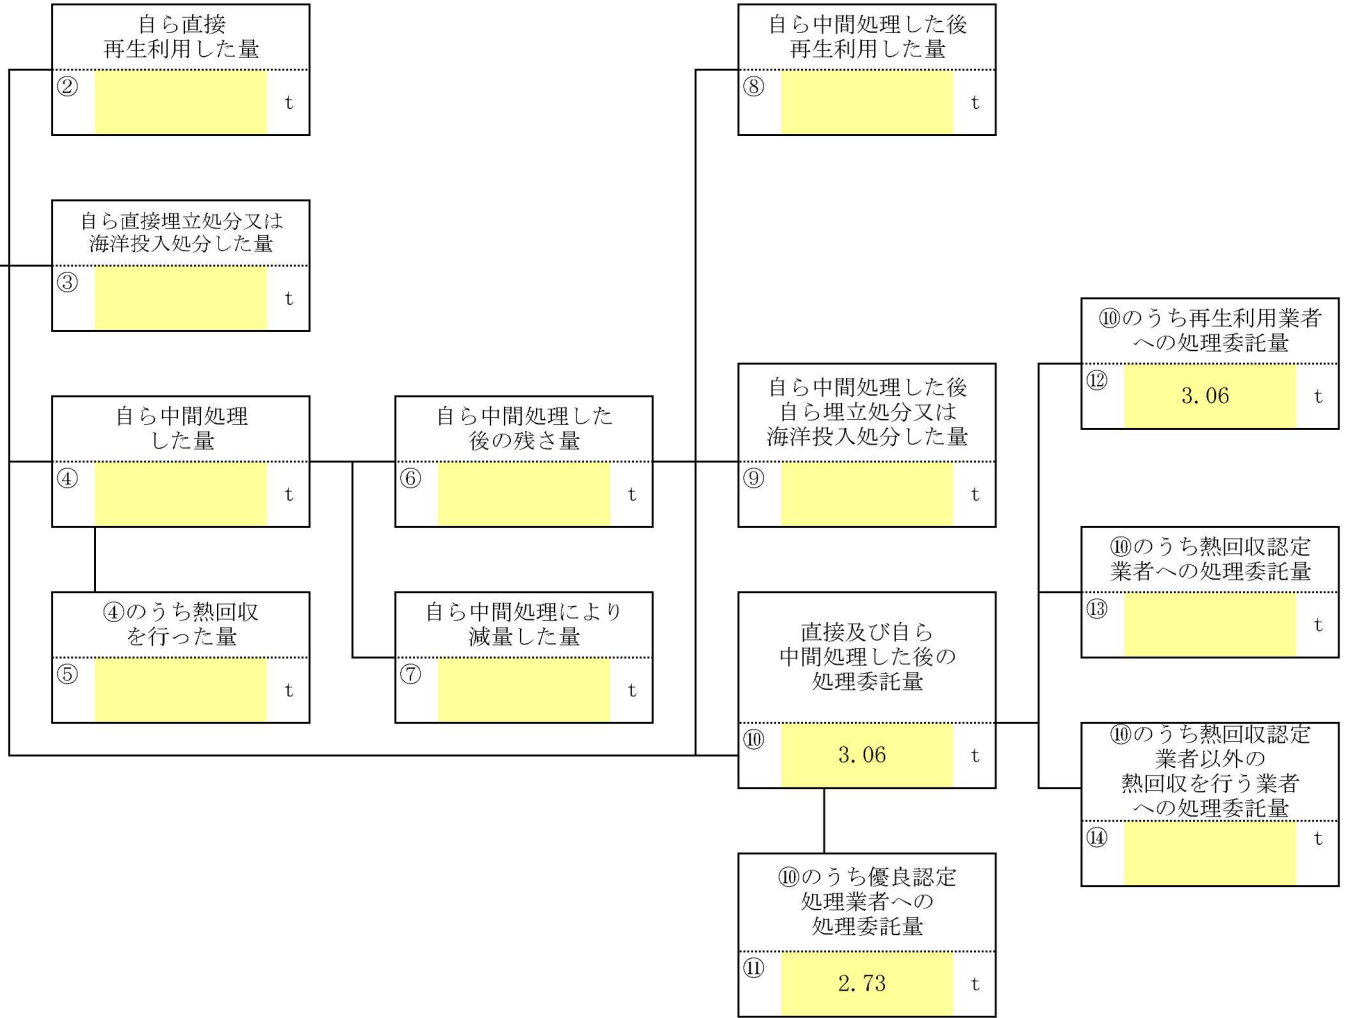 自ら直接
再生利用した量
② t
自ら中間処理した後
再生利用した量
⑧ t
自ら直接埋立処分又は
海洋投入処分した量
③ t
⑩のうち再生利用業者
への処理委託量
⑫ 3.06 t
自ら中間処理
した量
④ t
自ら中間処理した
後の残さ量
⑥ t
自ら中間処理した後
自ら埋立処分又は
海洋投入処分した量
⑨ t
⑩のうち熱回収認定
業者への処理委託量
⑬ t
④のうち熱回収
を行った量
⑤ t
自ら中間処理により
減量した量
⑦ t
直接及び自ら
中間処理した後の
処理委託量
⑩ 3.06 t
⑩のうち熱回収認定
業者以外の
熱回収を行う業者
への処理委託量
⑭ t
⑩のうち優良認定
処理業者への
処理委託量
⑪ 2.73 t